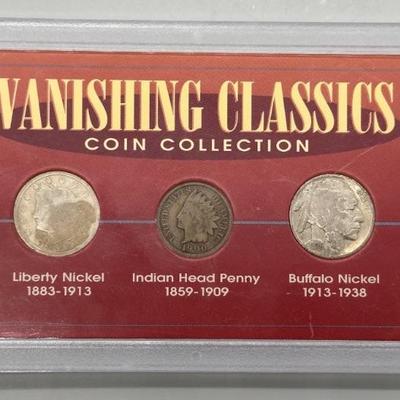 VANISHING CLASSICS
COIN COLLECTION
Liberty Nickel
1883-1913
Indian Head Penny
1859-1909
Buffalo Nickel
1913-1938